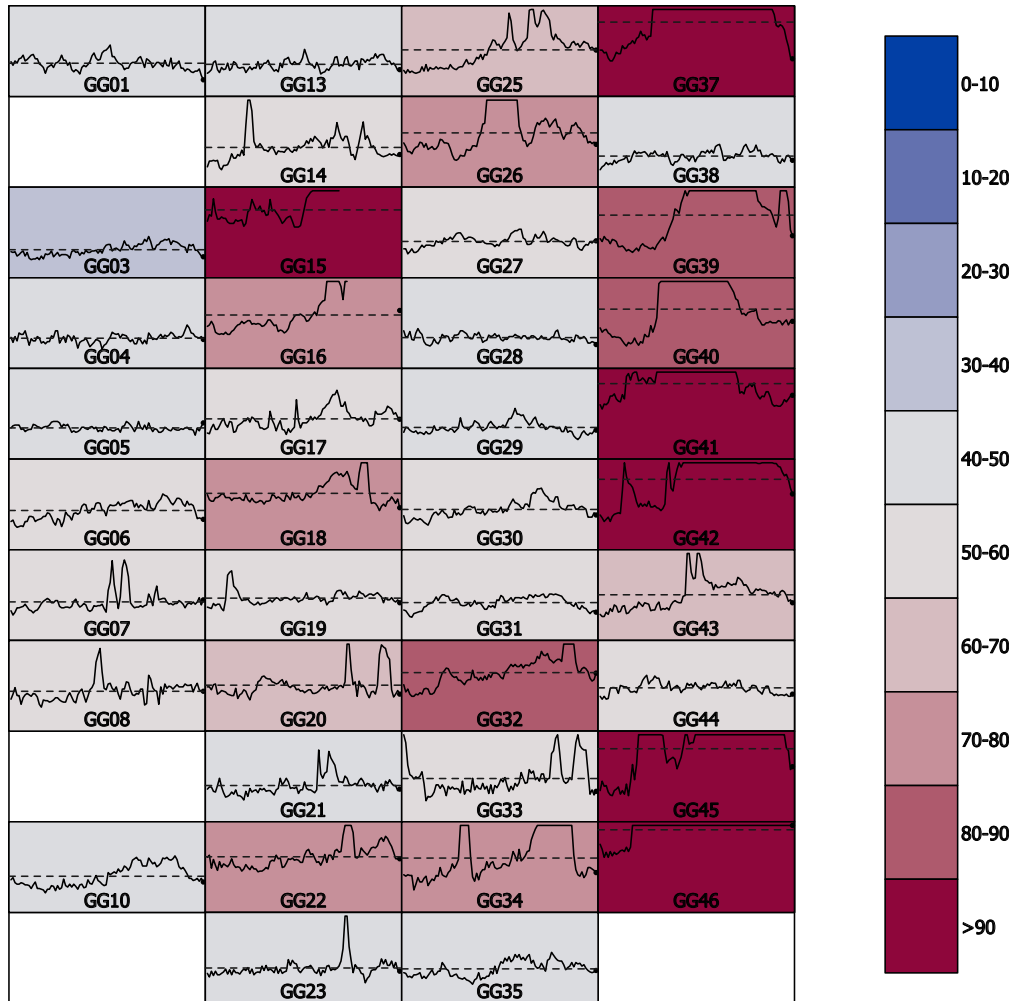 GG01 GG13 GG25 GG37
GG14 GG26 GG38
GG03 GG15 GG27 GG39
GG04 GG16 GG28 GG40
GG05 GG17 GG29 GG41
GG06 GG18 GG30 GG42
GG07 GG19 GG31 GG43
GG08 GG20 GG32 GG44
GG21 GG33 GG45
GG10 GG22 GG34 GG46
GG23 GG35
0-10
10-20
20-30
30-40
40-50
50-60
60-70
70-80
80-90
>90